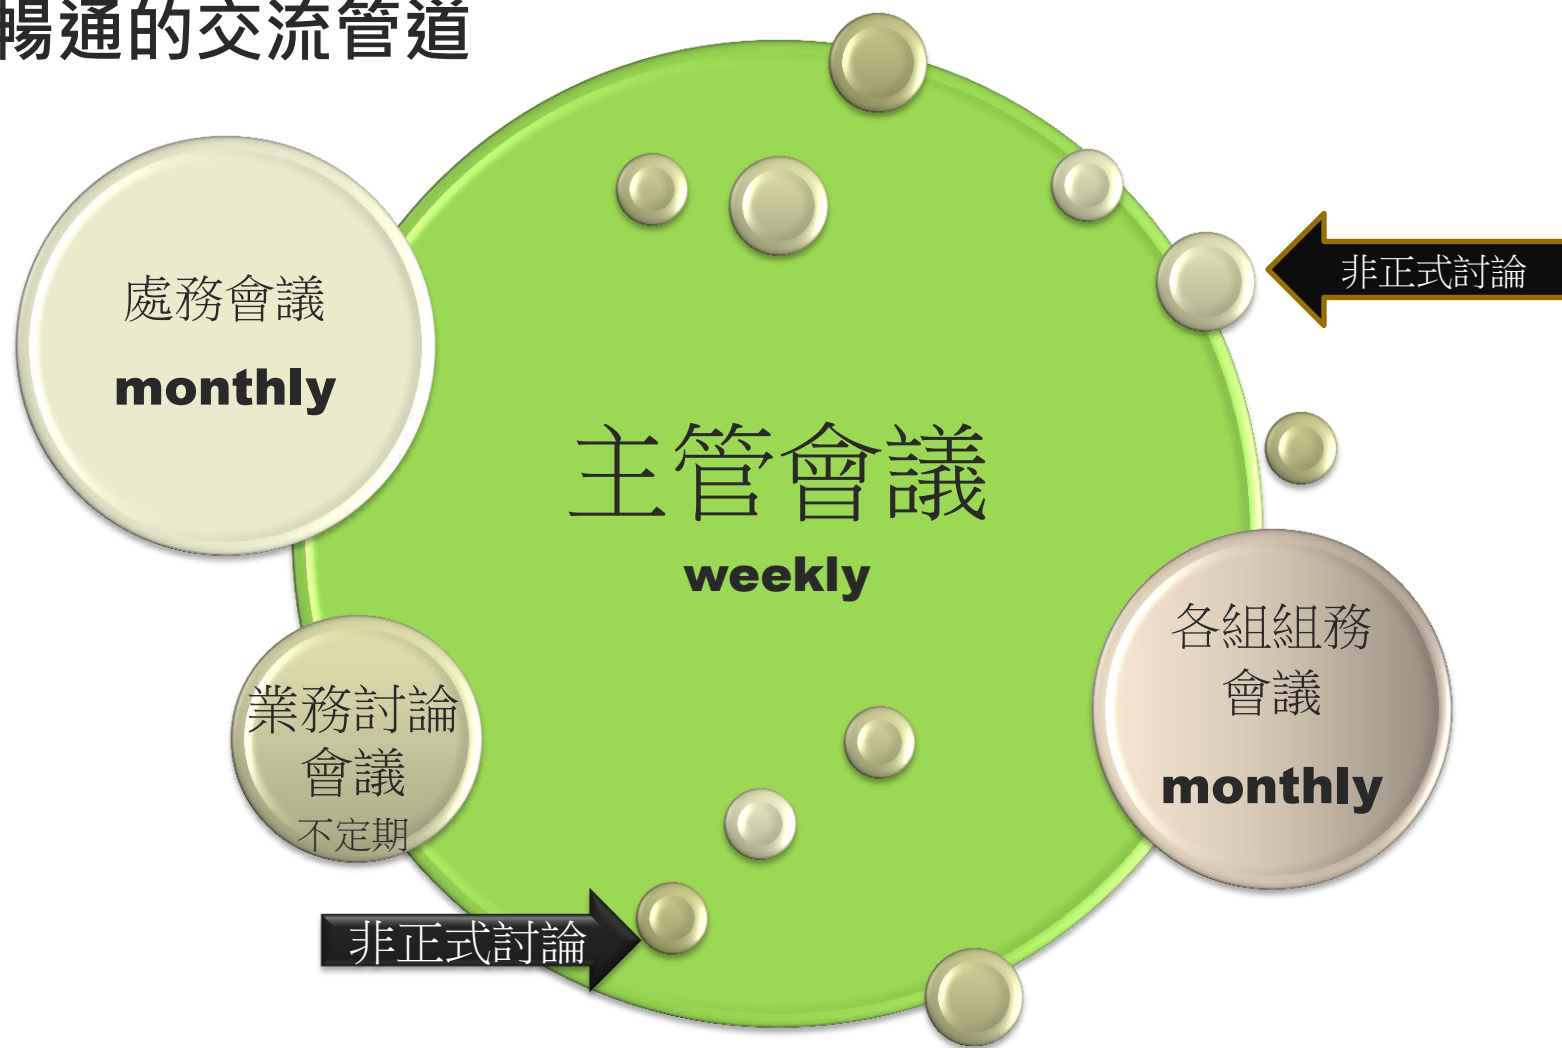 暢通的交流管道
處務會議
monthly
非正式討論
主管會議
weekly
各組組務
會議
monthly
業務討論
會議
不定期
非正式討論